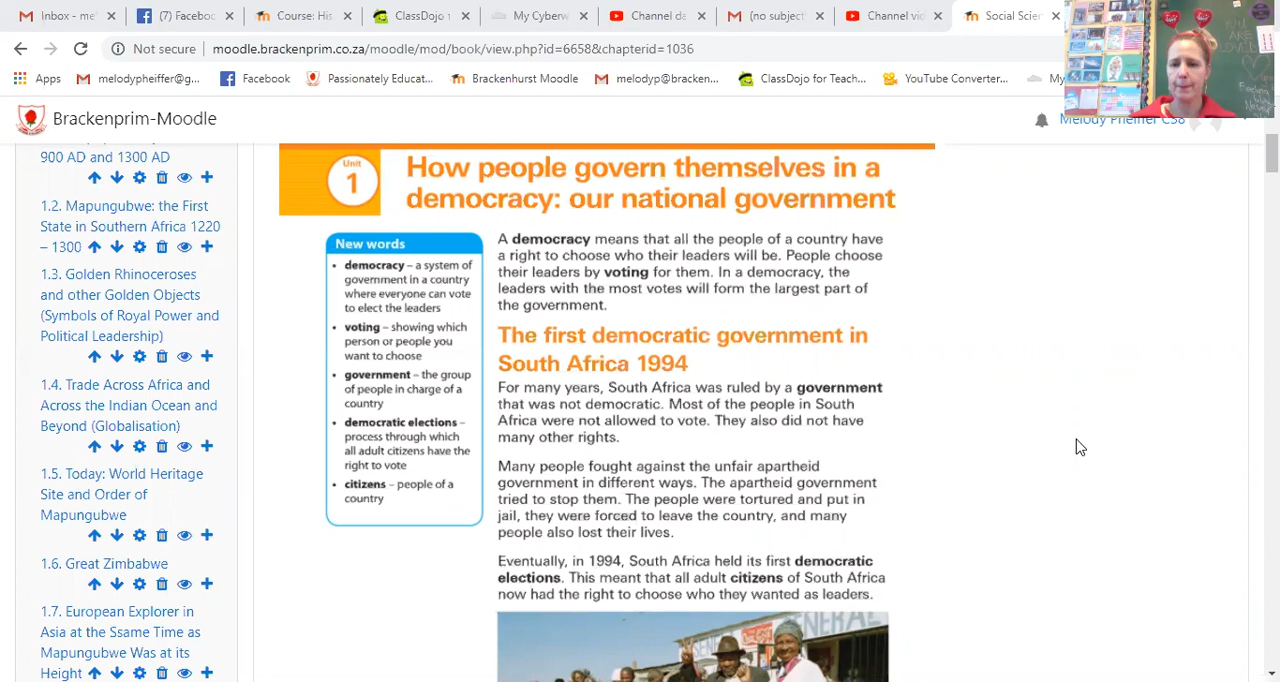 Inbox - m
(7) Faceboo
Course: His
ClassDojo f
My Cyberw
Channel da
(no subject
Channel vid
Social Scien
Not secure
moodle.brackenprim.co.za/moodle/mod/book/view.php?id=6658&chapterid=1036
Apps
melodypheiffer@g...
Facebook
Passionately Educat...
Brackenhurst Moodle
melodyp@bracken...
ClassDojo for Teach...
YouTube Converter...
My
Brackenprim-Moodle
Melody Pheiffer CS8
900 AD and 1300 AD
1.2. Mapungubwe: the First
State in Southern Africa 1220
– 1300
1.3. Golden Rhinoceroses
and other Golden Objects
(Symbols of Royal Power and
Political Leadership)
1.4. Trade Across Africa and
Across the Indian Ocean and
Beyond (Globalisation)
1.5. Today: World Heritage
Site and Order of
Mapungubwe
1.6. Great Zimbabwe
1.7. European Explorer in
Asia at the Ssame Time as
Mapungubwe Was at its
Height
Unit
1
How people govern themselves in a
democracy: our national government
New words
• democracy – a system of
government in a country
where everyone can vote
to elect the leaders
• voting – showing which
person or people you
want to choose
• government – the group
of people in charge of a
country
• democratic elections –
process through which
all adult citizens have the
right to vote
• citizens – people of a
country
A democracy means that all the people of a country have
a right to choose who their leaders will be. People choose
their leaders by voting for them. In a democracy, the
leaders with the most votes will form the largest part of
the government.
The first democratic government in
South Africa 1994
For many years, South Africa was ruled by a government
that was not democratic. Most of the people in South
Africa were not allowed to vote. They also did not have
many other rights.
Many people fought against the unfair apartheid
government in different ways. The apartheid government
tried to stop them. The people were tortured and put in
jail, they were forced to leave the country, and many
people also lost their lives.
Eventually, in 1994, South Africa held its first democratic
elections. This meant that all adult citizens of South Africa
now had the right to choose who they wanted as leaders.
GENERAL